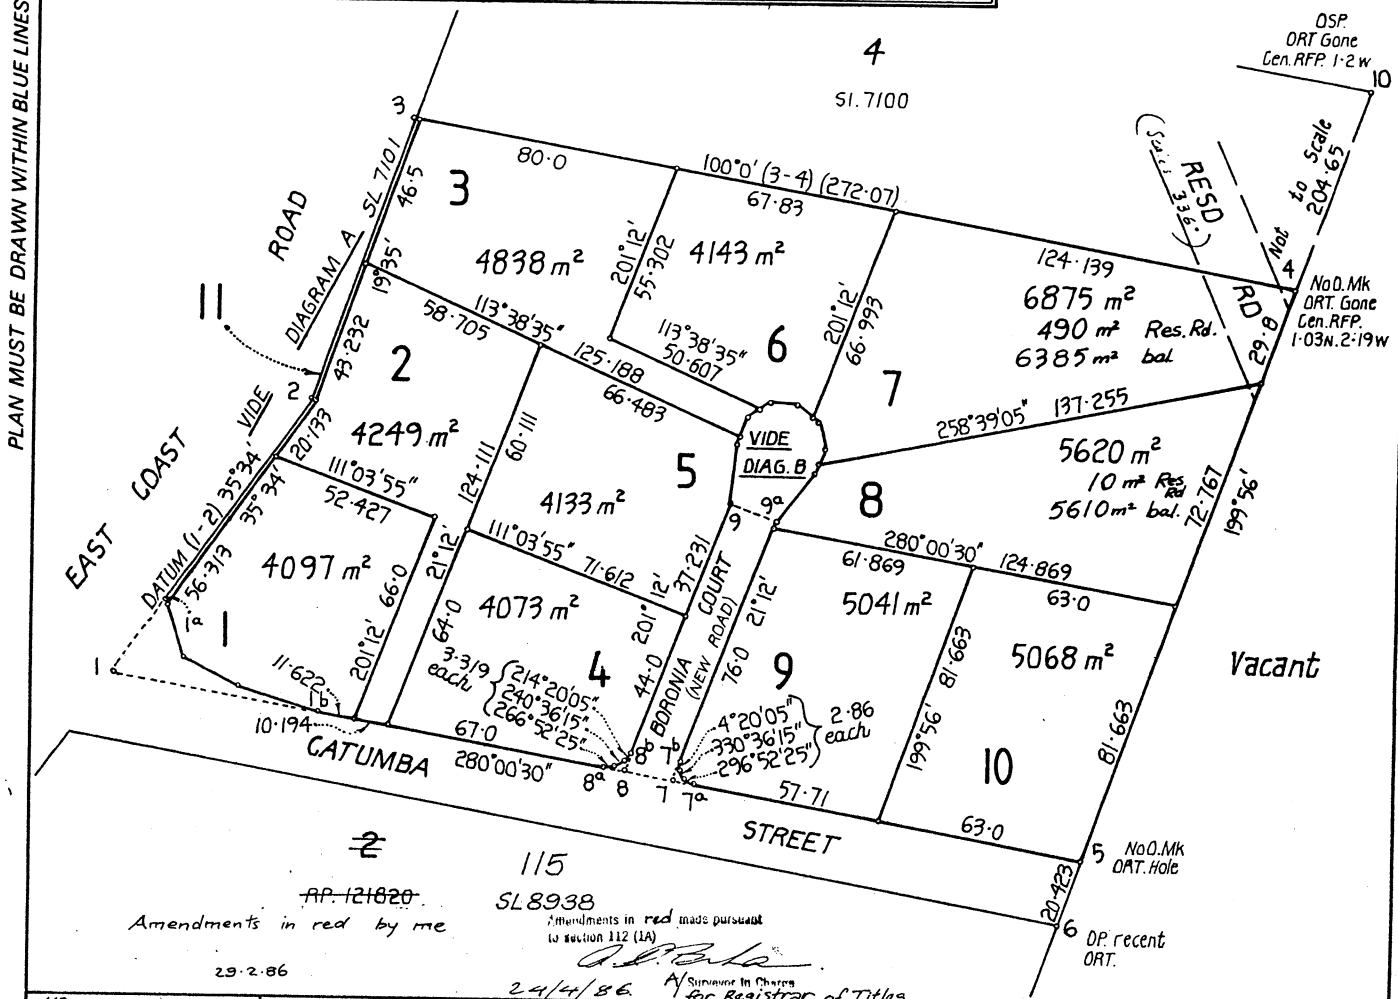 PLAN MUST BE DRAWN WITHIN BLUE LINES
4
SL 7100
OSP.
ORT Gone
Cen. RFP. 1·2 W
10
Not to Scale
204·65
RESD
RD
(Scales 336°)
3
80·0
100°0' (3-4) (272·07)
67·83
124·139
4
No O. Mk
ORT. Gone
Cen. RFP.
1·03N. 2·19W
29·8
ROAD
DIAGRAM A SL 7101
46·5
19°35'
3
4838 m²
201°12'
55·302
4143 m²
6
201°12'
66·993
6875 m²
490 m² Res. Rd.
6385 m² bal.
7
11
43·232
2
VIDE
20·133
58·705
113°38'35"
125·188
66·483
113°38'35"
50·607
2
4249 m²
111°03'55"
52·427
60·111
124·111
21°12'
VIDE
DIAG. B
258°39'05" 137·255
5620 m²
10 m² Res Rd
5610 m² bal.
72·767
199°56'
5
4133 m²
8
9
9a
EAST COAST
DATUM (1-2) 35°34'
35°34'
56·313
1a
1
1
4097 m²
66·0
201°12'
11·622
1b
10·194
111°03'55"
71·612
4073 m²
64·0
3·319
each
214°20'05"
240°36'15"
266°52'25"
4
44·0
201°12'
37·231
BORONIA COURT
(NEW ROAD)
21°12'
76·0
280°00'30"
61·869
124·869
63·0
5041 m²
9
4°20'05"
330°36'15"
296°52'25"
2·86
each
81·663
199°56'
5068 m²
10
Vacant
81·663
67·0
280°00'30"
8a
8
8b
7b
7
7a
57·71
63·0
CATUMBA STREET
5
No O. Mk
ORT. Hole
20·423
6
OP. recent
ORT.
2
RP. 121820
115
SL8938
Amendments in red by me
29·2·86
Amendments in red made pursuant
to section 112 (1A)
24/4/86
A/ Surveyor in Charge
for Registrar of Titles